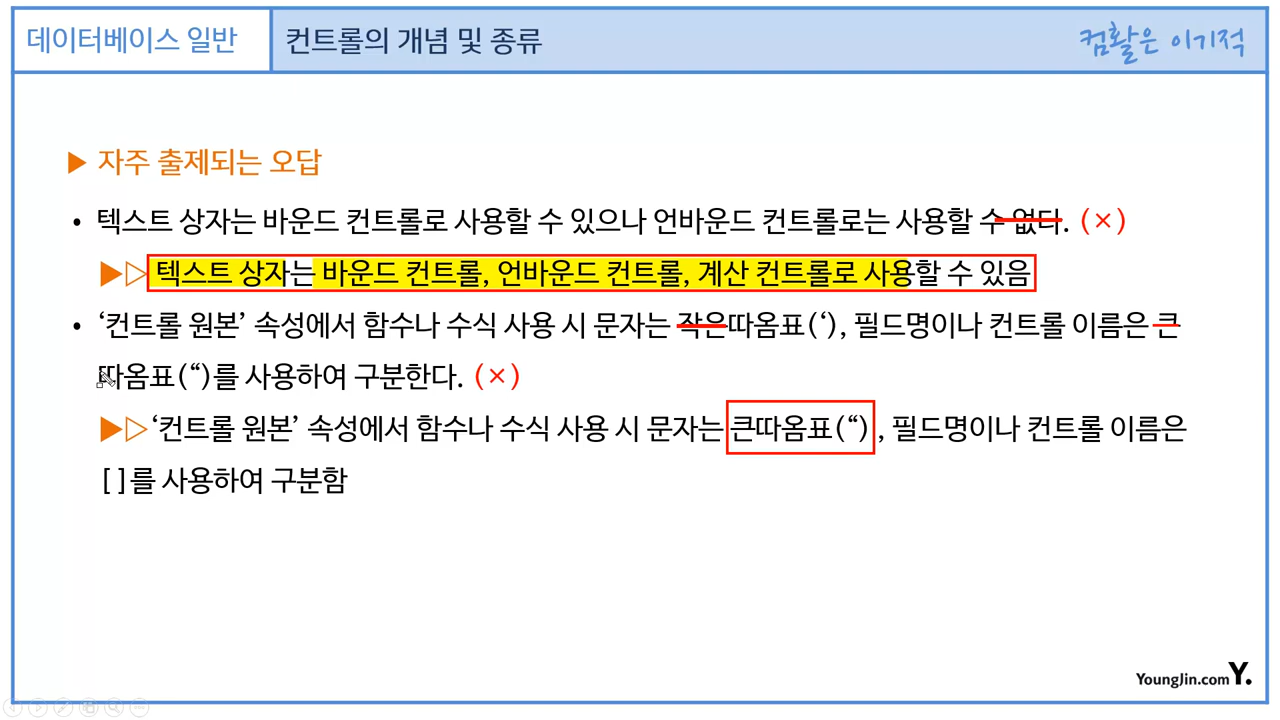 데이터베이스 일반
컨트롤의 개념 및 종류
컴활은 이기적
▶ 자주 출제되는 오답
• 텍스트 상자는 바운드 컨트롤로 사용할 수 있으나 언바운드 컨트롤로는 사용할 수 없다. (×)
▶▷ 텍스트 상자는 바운드 컨트롤, 언바운드 컨트롤, 계산 컨트롤로 사용할 수 있음
• ‘컨트롤 원본’ 속성에서 함수나 수식 사용 시 문자는 작은따옴표(‘), 필드명이나 컨트롤 이름은 큰
따옴표(“)를 사용하여 구분한다. (×)
▶▷ ‘컨트롤 원본’ 속성에서 함수나 수식 사용 시 문자는 큰따옴표(“), 필드명이나 컨트롤 이름은
[ ]를 사용하여 구분함
YoungJin.com Y.